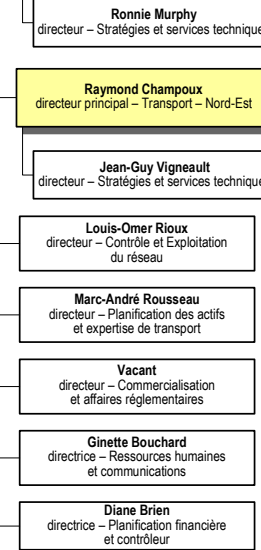 Ronnie Murphy
directeur – Stratégies et services technique
Raymond Champoux
directeur principal – Transport – Nord-Est
Jean-Guy Vigneault
directeur – Stratégies et services technique
Louis-Omer Rioux
directeur – Contrôle et Exploitation
du réseau
Marc-André Rousseau
directeur – Planification des actifs
et expertise de transport
Vacant
directeur – Commercialisation
et affaires réglementaires
Ginette Bouchard
directrice – Ressources humaines
et communications
Diane Brien
directrice – Planification financière
et contrôleur